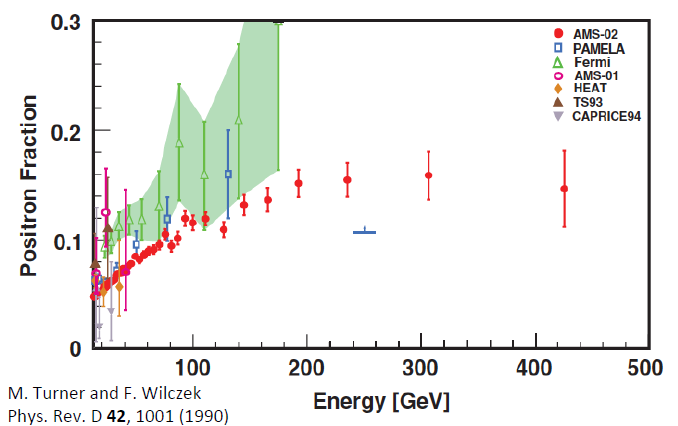 0.3
0.2
0.1
0
Positron Fraction
AMS-02
PAMELA
Fermi
AMS-01
HEAT
TS93
CAPRICE94
100
200
300
400
500
Energy [GeV]
M. Turner and F. Wilczek
Phys. Rev. D 42, 1001 (1990)